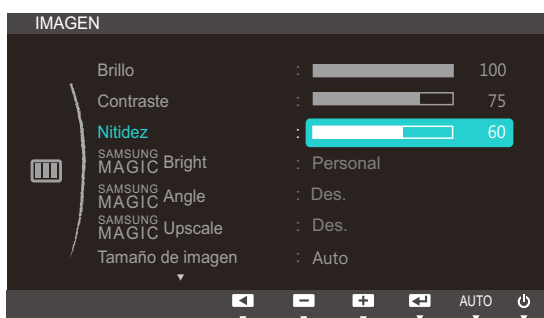 IMAGEN
Brillo : 100
Contraste : 75
Nitidez : 60
SAMSUNG
MAGIC Bright : Personal
SAMSUNG
MAGIC Angle : Des.
SAMSUNG
MAGIC Upscale : Des.
Tamaño de imagen : Auto
AUTO